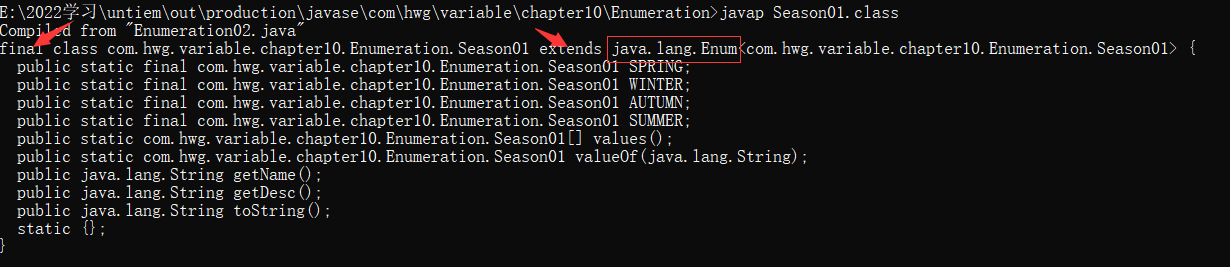 E:\2022学习\untiem\out\production\javase\com\hwg\variable\chapter10\Enumeration>javap Season01.class
Compiled from "Enumeration02.java"
final class com.hwg.variable.chapter10.Enumeration.Season01 extends java.lang.Enum<com.hwg.variable.chapter10.Enumeration.Season01> {
  public static final com.hwg.variable.chapter10.Enumeration.Season01 SPRING;
  public static final com.hwg.variable.chapter10.Enumeration.Season01 WINTER;
  public static final com.hwg.variable.chapter10.Enumeration.Season01 AUTUMN;
  public static final com.hwg.variable.chapter10.Enumeration.Season01 SUMMER;
  public static com.hwg.variable.chapter10.Enumeration.Season01[] values();
  public static com.hwg.variable.chapter10.Enumeration.Season01 valueOf(java.lang.String);
  public java.lang.String getName();
  public java.lang.String getDesc();
  public java.lang.String toString();
  static {};
}